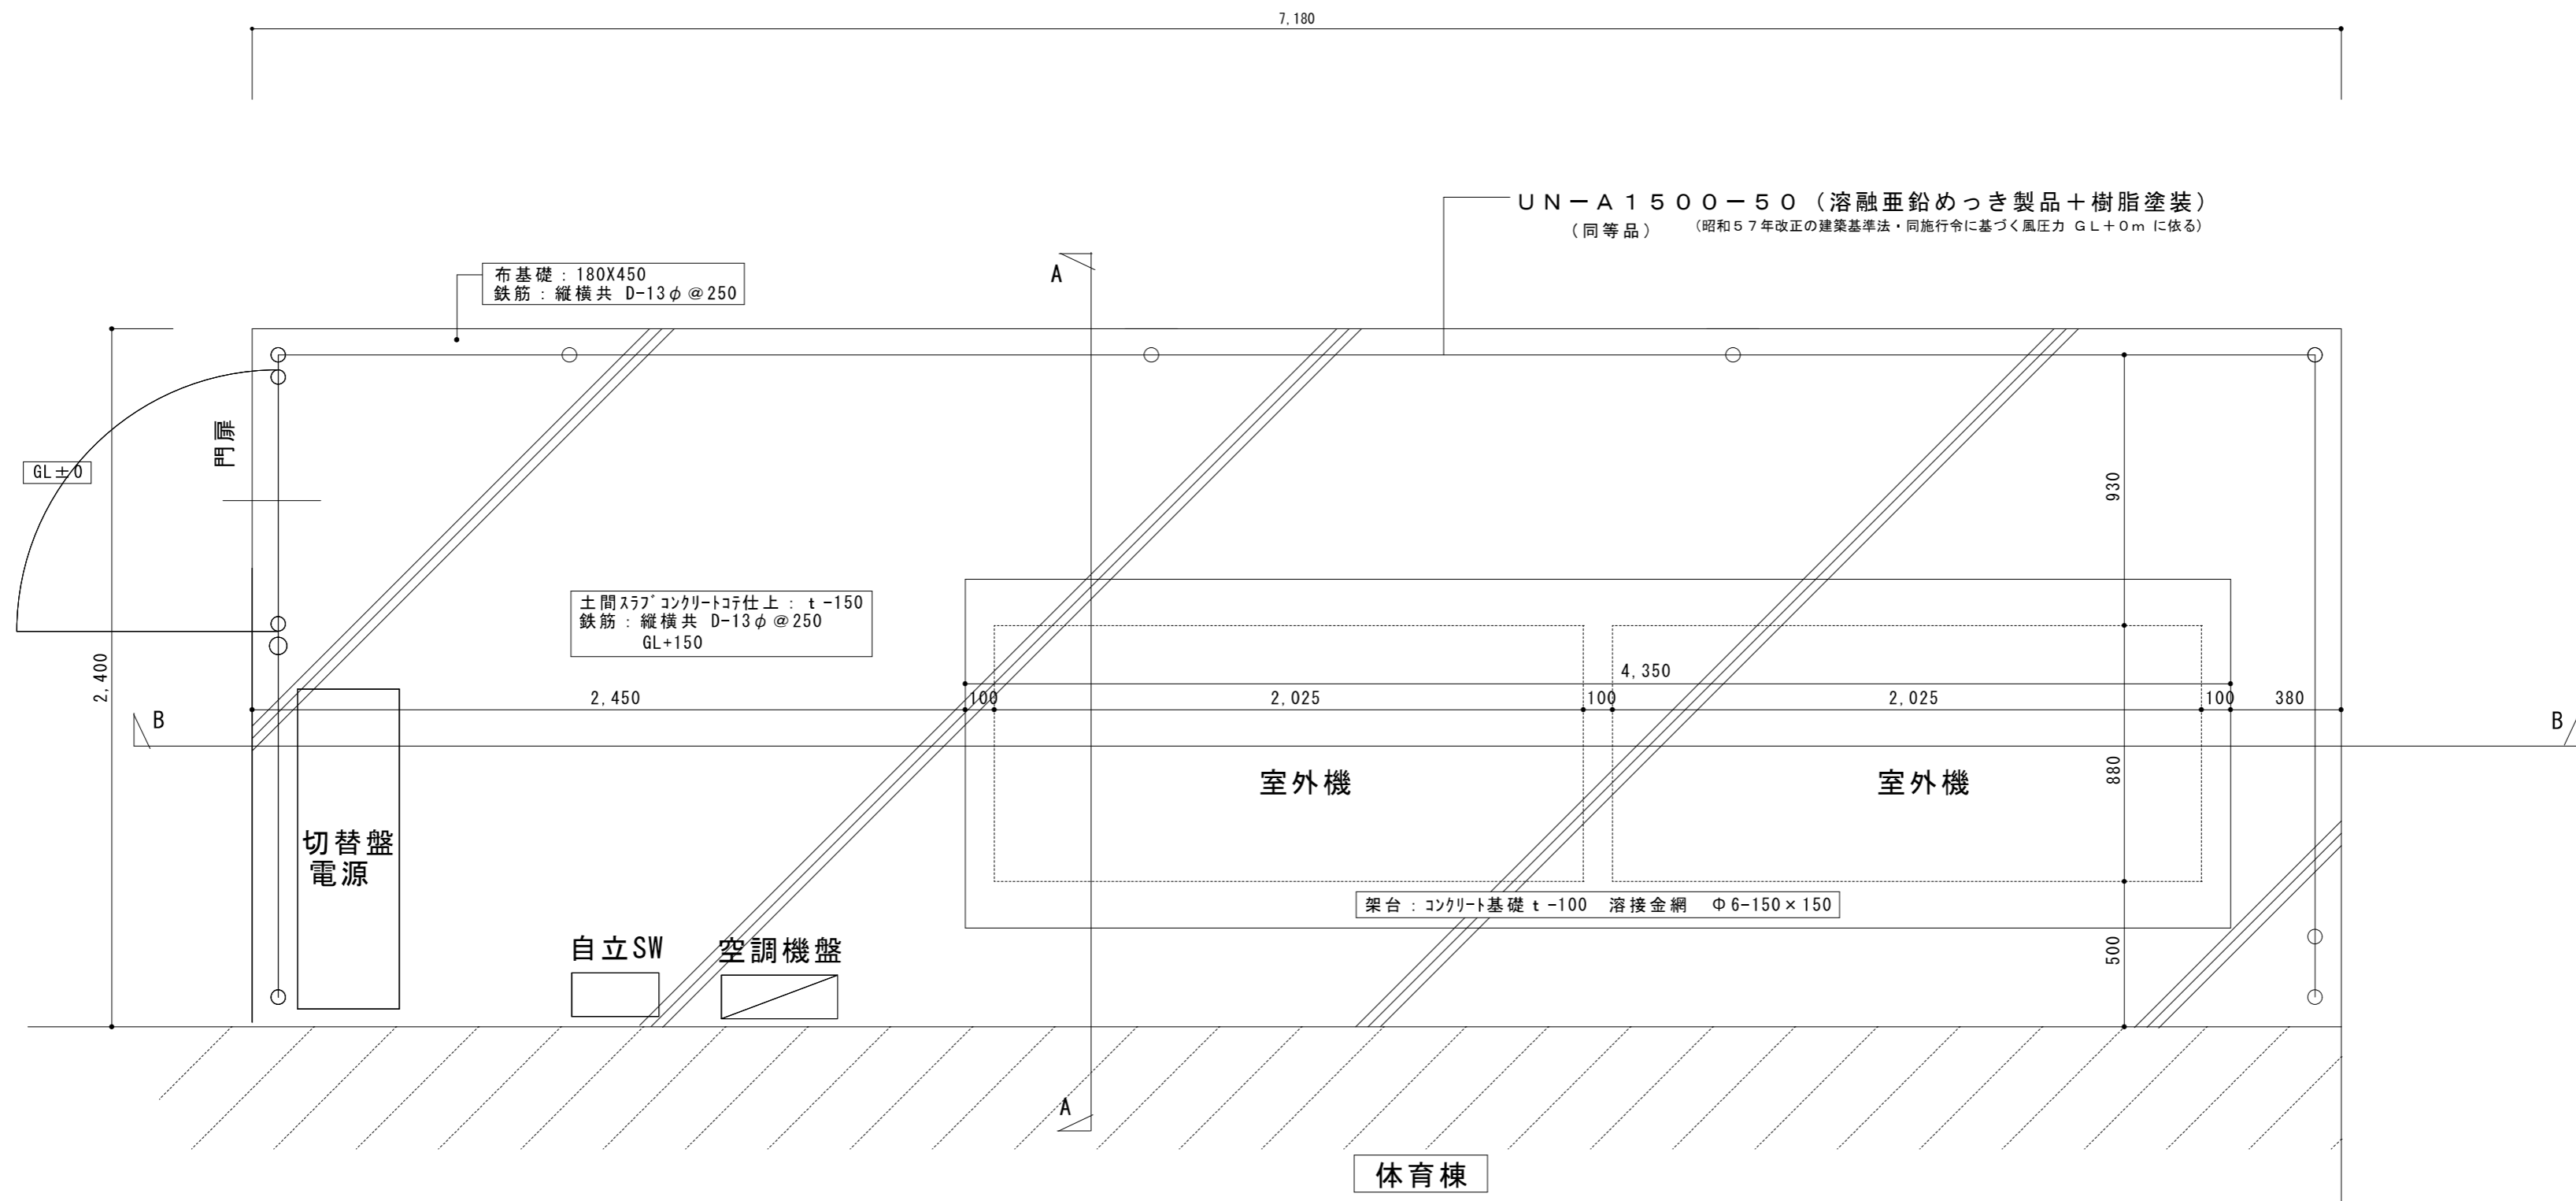 7,180
UN－A1500－50（溶融亜鉛めっき製品＋樹脂塗装）
（同等品）
（昭和５７年改正の建築基準法・同施行令に基づく風圧力 GL＋0m に依る）
A
布基礎：180X450
鉄筋：縦横共 D-13φ@250
門扉
GL±0
930
土間ｽﾗﾌﾞｺﾝｸﾘｰﾄｺﾃ仕上：ｔ-150
鉄筋：縦横共 D-13φ@250
GL+150
2,400
4,350
2,450
100
2,025
100
2,025
100
380
B
B
室外機
室外機
880
切替盤
電源
架台：ｺﾝｸﾘｰﾄ基礎ｔ-100　溶接金網　Φ6-150×150
自立SW
空調機盤
500
A
体育棟